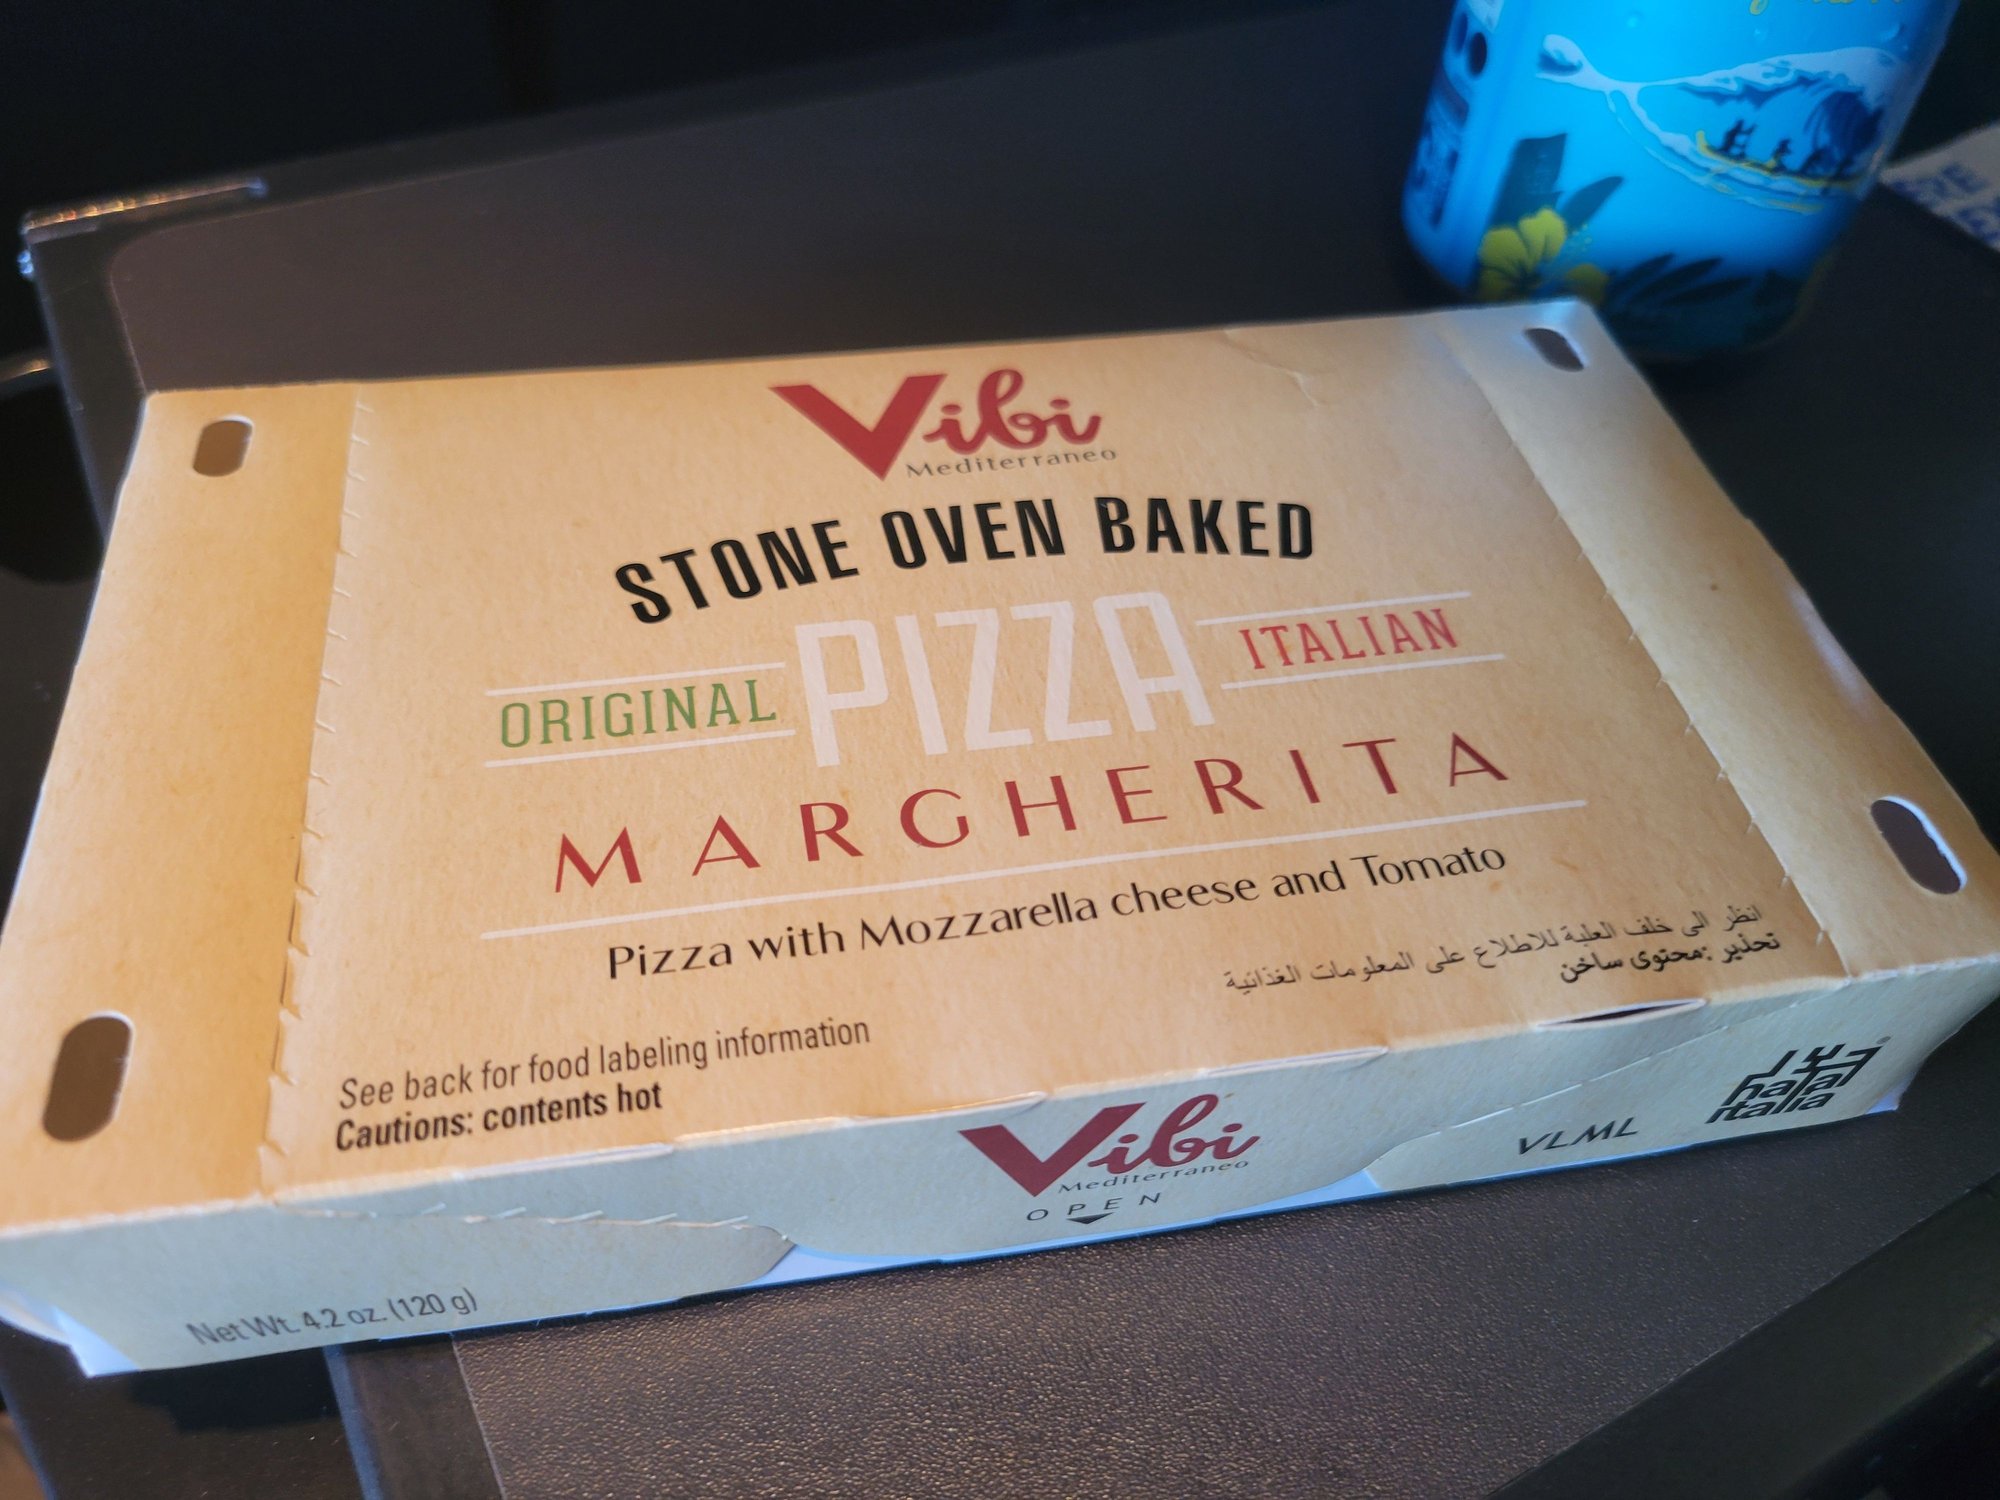 Vibi
Mediterraneo
STONE OVEN BAKED
ORIGINAL PIZZA ITALIAN
MARGHERITA
Pizza with Mozzarella cheese and Tomato
انظر الى خلف العلبة للاطلاع على المعلومات الغذائية
تحذير :محتوى ساخن
See back for food labeling information
Cautions: contents hot
Vibi
Mediterraneo
OPEN
VLML
halal
italia
Net Wt. 4.2 oz. (120 g)